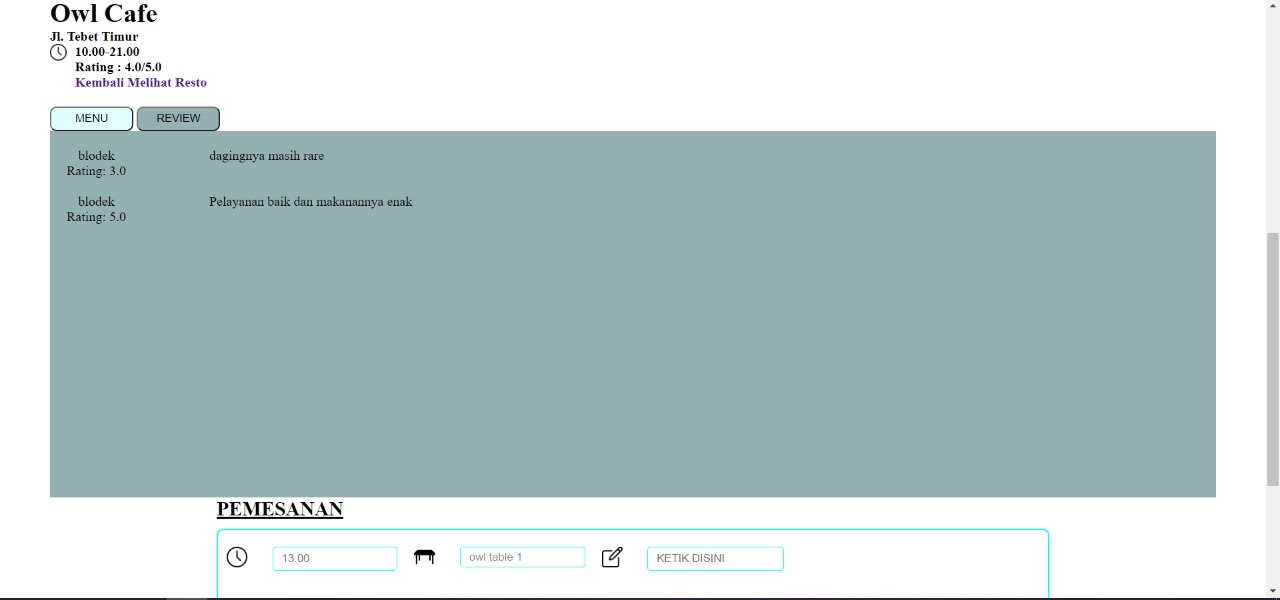 Owl Cafe
Jl. Tebet Timur
10.00-21.00
Rating : 4.0/5.0
Kembali Melihat Resto
MENU REVIEW
blodek dagingnya masih rare
Rating: 3.0
blodek Pelayanan baik dan makanannya enak
Rating: 5.0
PEMESANAN
13.00 owl table 1 KETIK DISINI